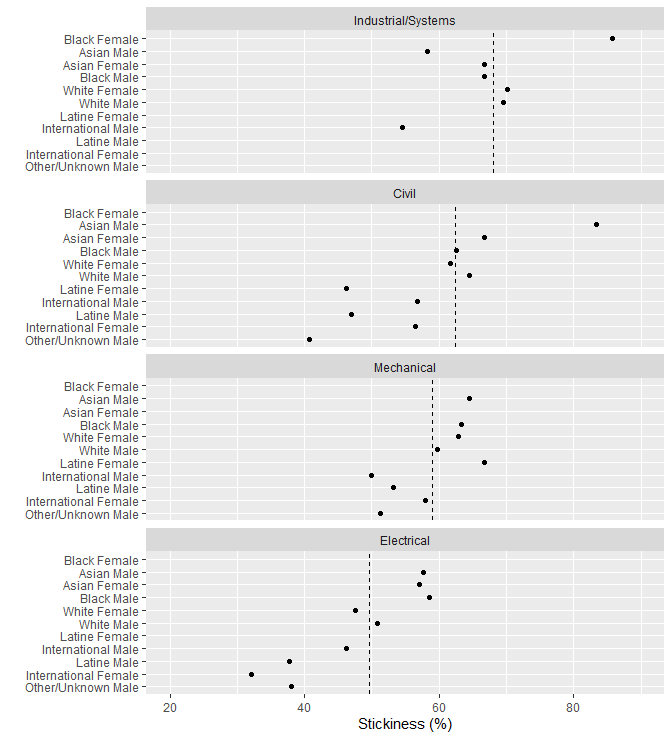 Industrial/Systems
Black Female
Asian Male
Asian Female
Black Male
White Female
White Male
Latine Female
International Male
Latine Male
International Female
Other/Unknown Male
Civil
Black Female
Asian Male
Asian Female
Black Male
White Female
White Male
Latine Female
International Male
Latine Male
International Female
Other/Unknown Male
Mechanical
Black Female
Asian Male
Asian Female
Black Male
White Female
White Male
Latine Female
International Male
Latine Male
International Female
Other/Unknown Male
Electrical
Black Female
Asian Male
Asian Female
Black Male
White Female
White Male
Latine Female
International Male
Latine Male
International Female
Other/Unknown Male
20 40 60 80
Stickiness (%)